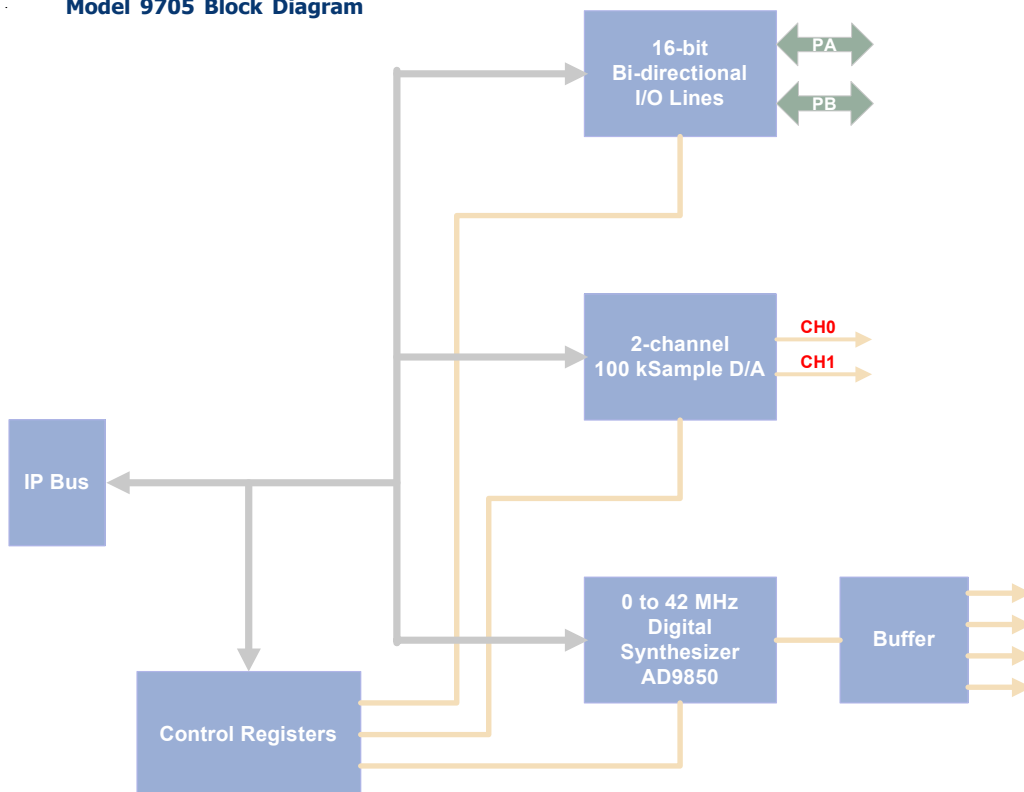 Model 9705 Block Diagram
16-bit
Bi-directional
I/O Lines
PA
PB
2-channel
100 kSample D/A
CH0
CH1
IP Bus
0 to 42 MHz
Digital
Synthesizer
AD9850
Buffer
Control Registers